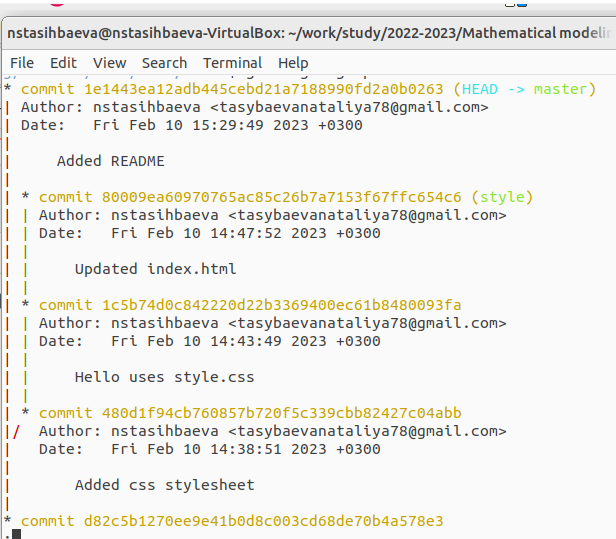 nstasihbaeva@nstasihbaeva-VirtualBox: ~/work/study/2022-2023/Mathematical modelin
File Edit View Search Terminal Help
* commit 1e1443ea12adb445cebd21a7188990fd2a0b0263 (HEAD -> master)
| Author: nstasihbaeva <tasybaevanataliya78@gmail.com>
| Date:   Fri Feb 10 15:29:49 2023 +0300
|
|     Added README
|
| * commit 80009ea60970765ac85c26b7a7153f67ffc654c6 (style)
| | Author: nstasihbaeva <tasybaevanataliya78@gmail.com>
| | Date:   Fri Feb 10 14:47:52 2023 +0300
| |
| |     Updated index.html
| |
| * commit 1c5b74d0c842220d22b3369400ec61b8480093fa
| | Author: nstasihbaeva <tasybaevanataliya78@gmail.com>
| | Date:   Fri Feb 10 14:43:49 2023 +0300
| |
| |     Hello uses style.css
| |
| * commit 480d1f94cb760857b720f5c339cbb82427c04abb
|/  Author: nstasihbaeva <tasybaevanataliya78@gmail.com>
|   Date:   Fri Feb 10 14:38:51 2023 +0300
|
|       Added css stylesheet
|
* commit d82c5b1270ee9e41b0d8c003cd68de70b4a578e3
: